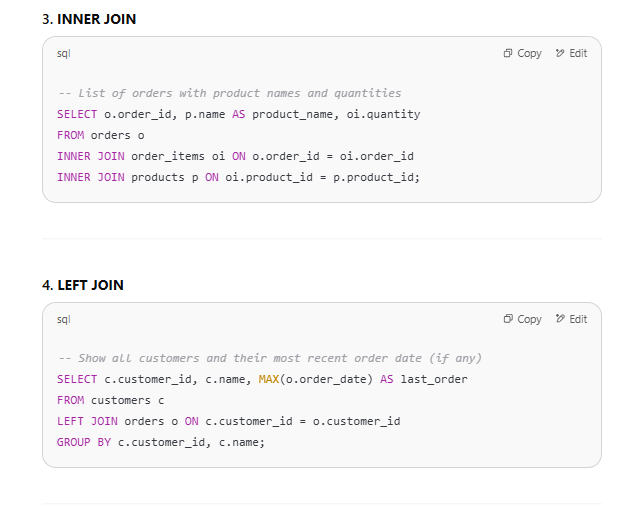 3. INNER JOIN
sql Copy Edit
-- List of orders with product names and quantities
SELECT o.order_id, p.name AS product_name, oi.quantity
FROM orders o
INNER JOIN order_items oi ON o.order_id = oi.order_id
INNER JOIN products p ON oi.product_id = p.product_id;
4. LEFT JOIN
sql Copy Edit
-- Show all customers and their most recent order date (if any)
SELECT c.customer_id, c.name, MAX(o.order_date) AS last_order
FROM customers c
LEFT JOIN orders o ON c.customer_id = o.customer_id
GROUP BY c.customer_id, c.name;